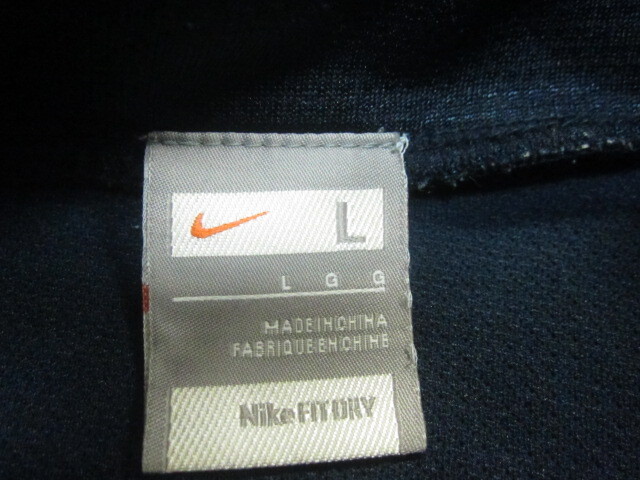 L
L G G
MADE IN CHINA
FABRIQUE EN CHINE
Nike FIT DRY